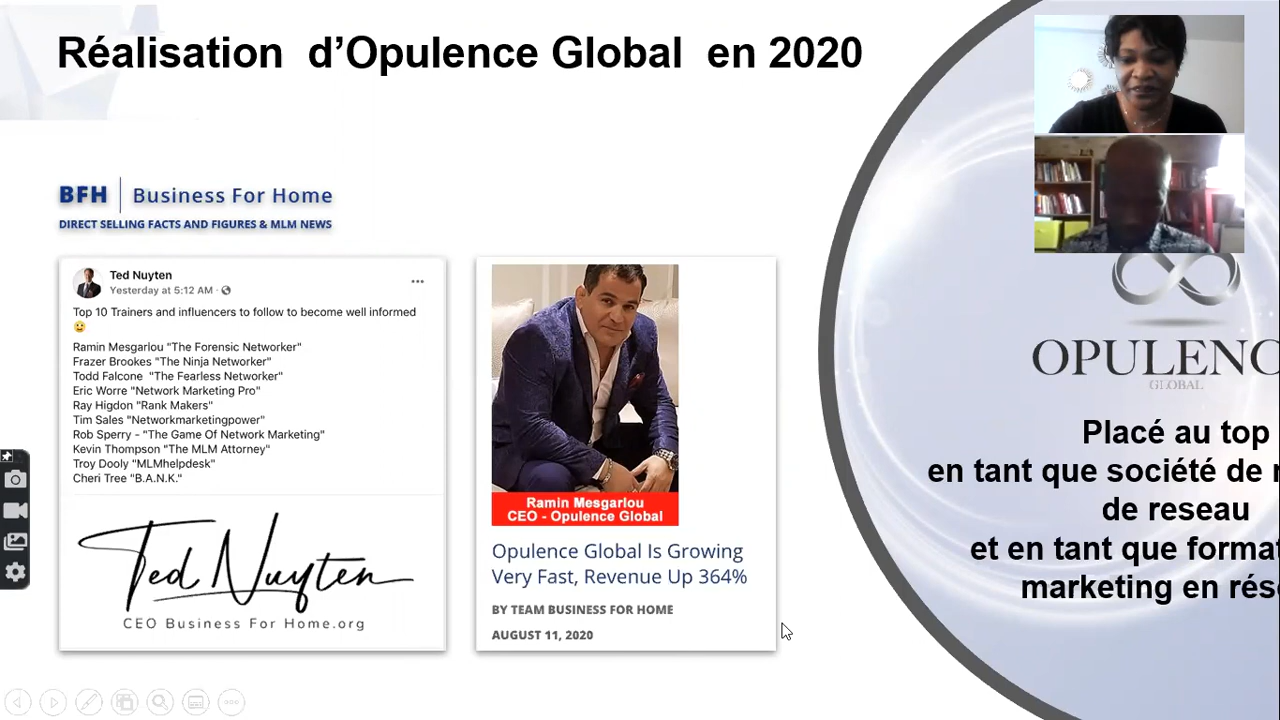 Réalisation d’Opulence Global en 2020
BFH | Business For Home
DIRECT SELLING FACTS AND FIGURES & MLM NEWS
Ted Nuyten
Yesterday at 5:12 AM ·
Top 10 Trainers and influencers to follow to become well informed
Ramin Mesgarlou "The Forensic Networker"
Frazer Brookes "The Ninja Networker"
Todd Falcone "The Fearless Networker"
Eric Worre "Network Marketing Pro"
Ray Higdon "Rank Makers"
Tim Sales "Networkmarketingpower"
Rob Sperry - "The Game Of Network Marketing"
Kevin Thompson "The MLM Attorney"
Troy Dooly "MLMhelpdesk"
Cheri Tree "B.A.N.K."
Ted Nuyten
CEO Business For Home.org
Ramin Mesgarlou
CEO - Opulence Global
Opulence Global Is Growing
Very Fast, Revenue Up 364%
BY TEAM BUSINESS FOR HOME
AUGUST 11, 2020
OPULENC
GLOBAL
Placé au top
en tant que société de
de reseau
et en tant que format
marketing en rés